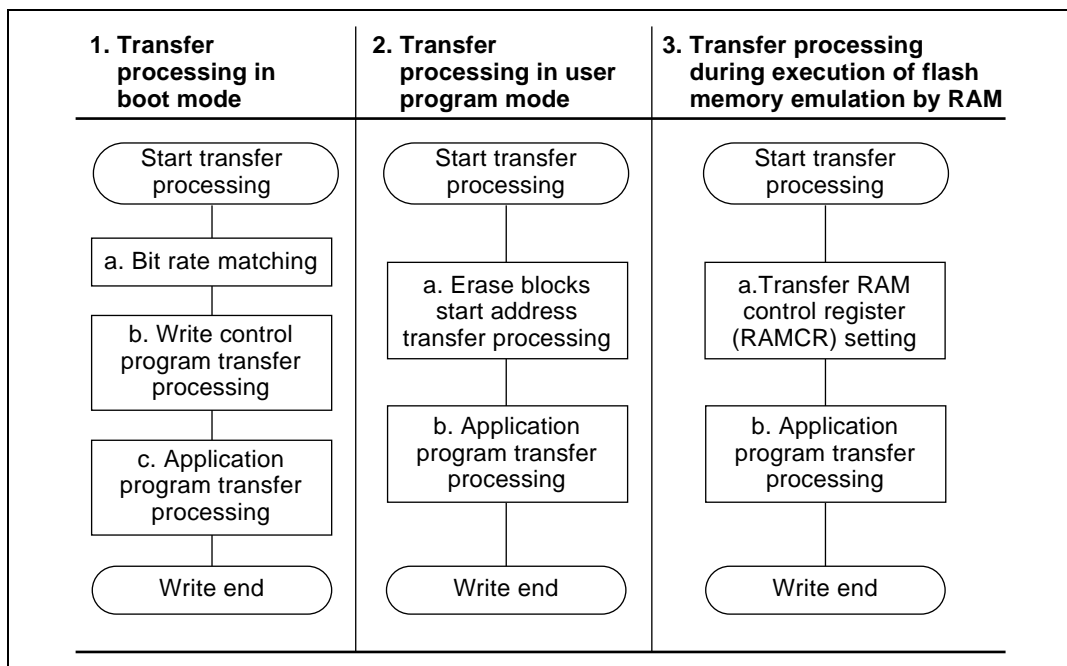 1. Transfer
processing in
boot mode
2. Transfer
processing in user
program mode
3. Transfer processing
during execution of flash
memory emulation by RAM
Start transfer
processing
a. Bit rate matching
b. Write control
program transfer
processing
c. Application
program transfer
processing
Write end
Start transfer
processing
a. Erase blocks
start address
transfer processing
b. Application
program transfer
processing
Write end
Start transfer
processing
a.Transfer RAM
control register
(RAMCR) setting
b. Application
program transfer
processing
Write end